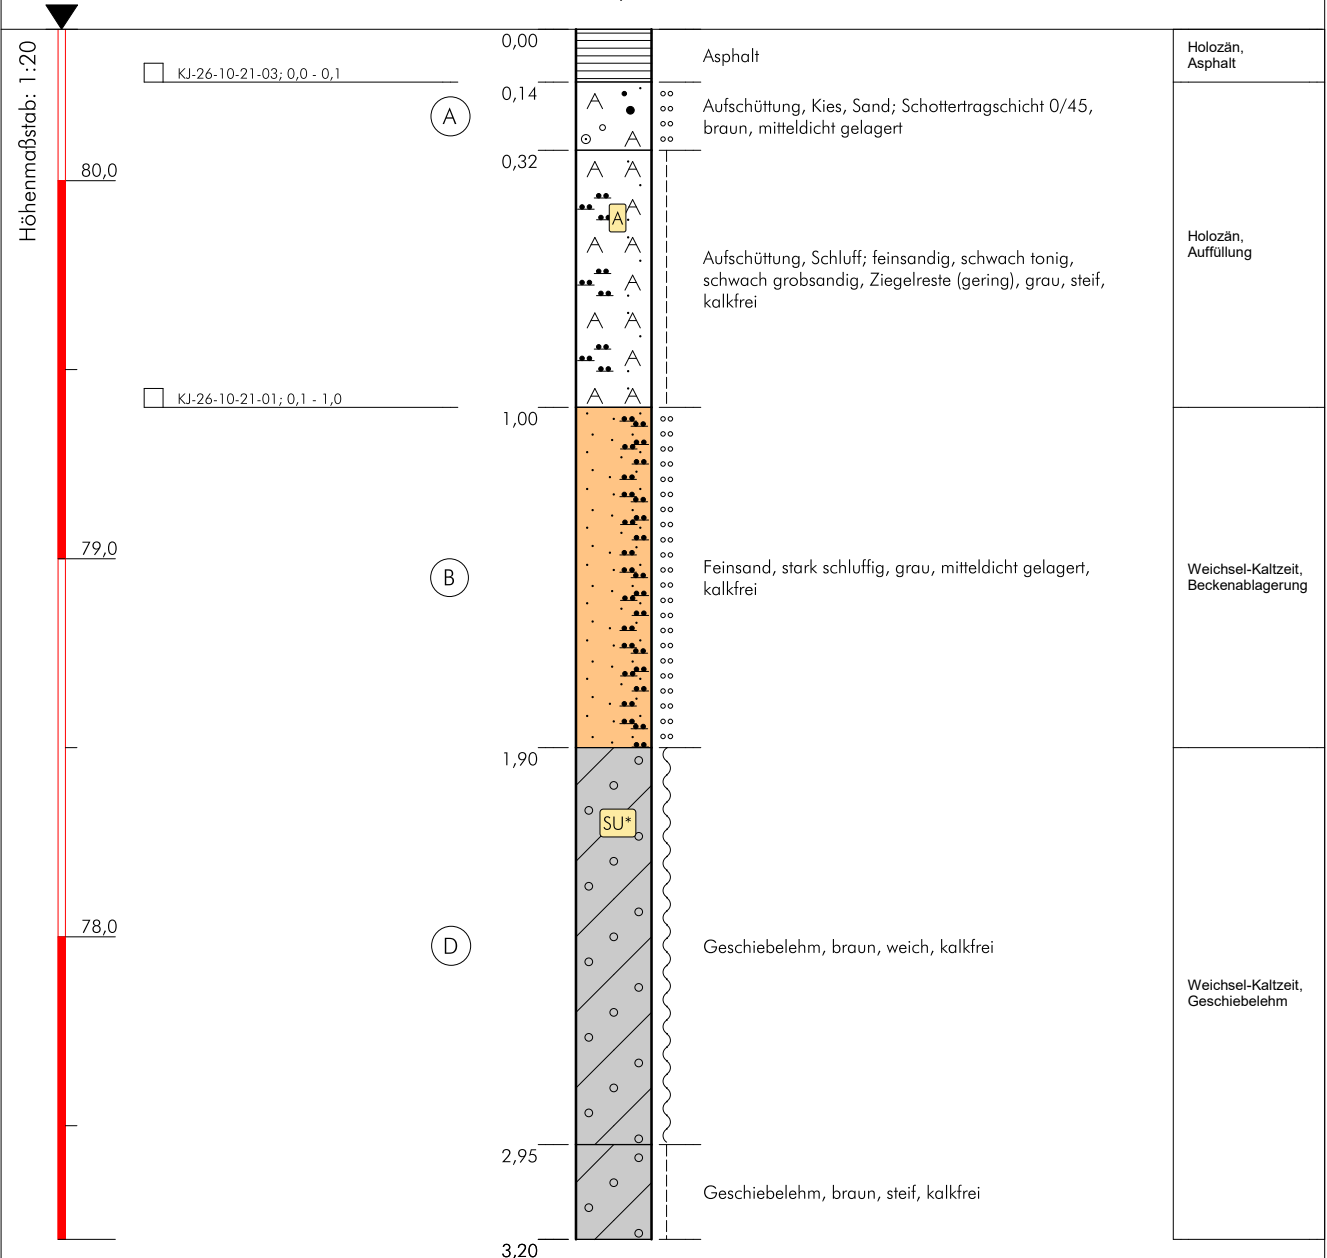 Höhenmaßstab: 1:20
0,00
Asphalt
Holozän,
Asphalt
KJ-26-10-21-03; 0,0 - 0,1
0,14
A
Aufschüttung, Kies, Sand; Schottertragschicht 0/45,
braun, mitteldicht gelagert
0,32
80,0
A
Aufschüttung, Schluff; feinsandig, schwach tonig,
schwach grobsandig, Ziegelreste (gering), grau, steif,
kalkfrei
Holozän,
Auffüllung
KJ-26-10-21-01; 0,1 - 1,0
1,00
79,0
B
Feinsand, stark schluffig, grau, mitteldicht gelagert,
kalkfrei
Weichsel-Kaltzeit,
Beckenablagerung
1,90
SU*
78,0
D
Geschiebelehm, braun, weich, kalkfrei
Weichsel-Kaltzeit,
Geschiebelehm
2,95
Geschiebelehm, braun, steif, kalkfrei
3,20